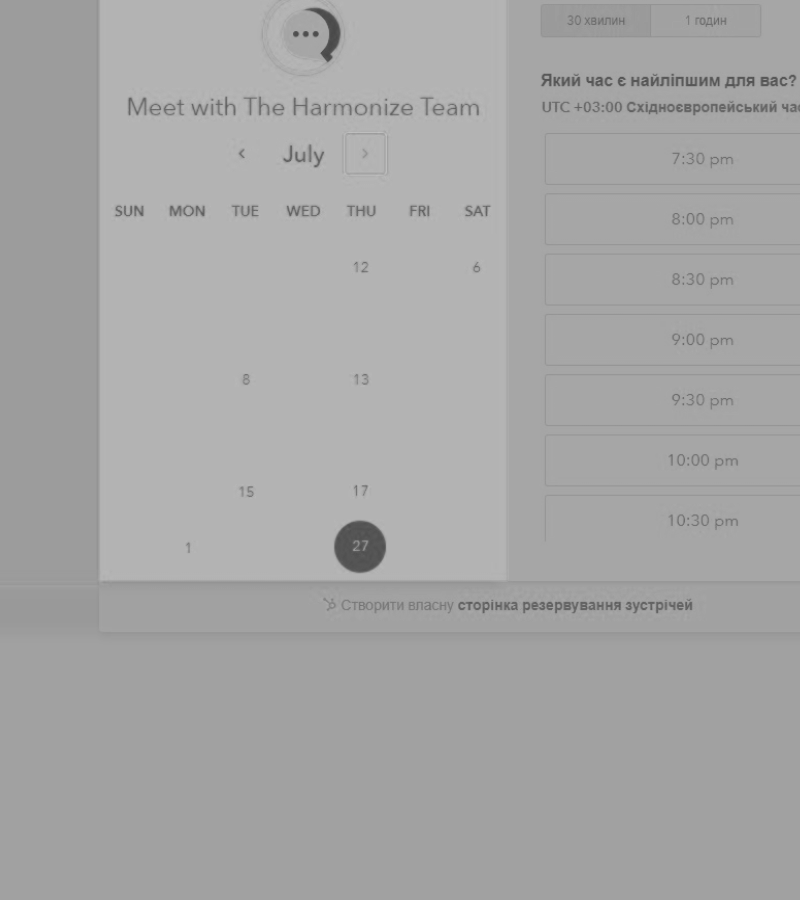 Meet with The Harmonize Team
‹ July ›
SUN MON TUE WED THU FRI SAT
12 6
8 13
15 17
1 27
30 хвилин 1 годин
Який час є найліпшим для вас?
UTC +03:00 Східноєвропейський час
7:30 pm
8:00 pm
8:30 pm
9:00 pm
9:30 pm
10:00 pm
10:30 pm
Створити власну сторінка резервування зустрічей